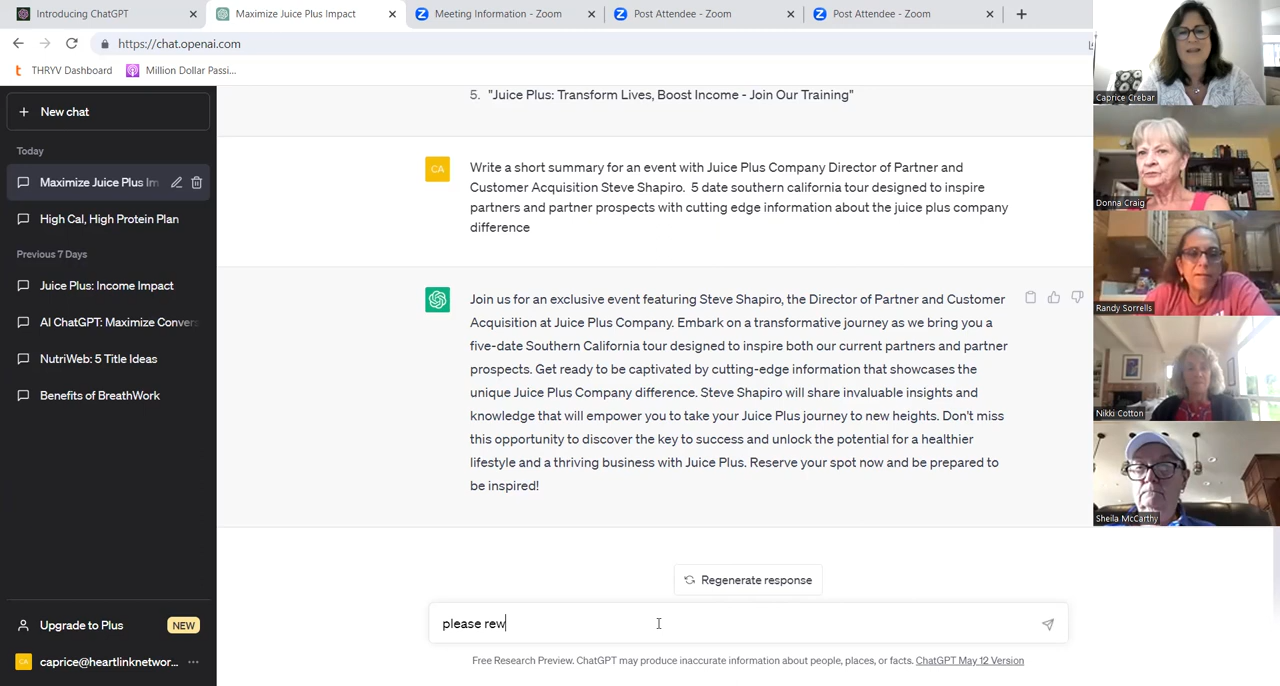 Introducing ChatGPT
Maximize Juice Plus Impact
Meeting Information - Zoom
Post Attendee - Zoom
Post Attendee - Zoom
https://chat.openai.com
THRYV Dashboard
Million Dollar Passi...
New chat
Today
Maximize Juice Plus Im
High Cal, High Protein Plan
Previous 7 Days
Juice Plus: Income Impact
AI ChatGPT: Maximize Convers
NutriWeb: 5 Title Ideas
Benefits of BreathWork
Upgrade to Plus
NEW
caprice@heartlinknetwor...
5. "Juice Plus: Transform Lives, Boost Income - Join Our Training"
CA
Write a short summary for an event with Juice Plus Company Director of Partner and
Customer Acquisition Steve Shapiro. 5 date southern california tour designed to inspire
partners and partner prospects with cutting edge information about the juice plus company
difference
Join us for an exclusive event featuring Steve Shapiro, the Director of Partner and Customer
Acquisition at Juice Plus Company. Embark on a transformative journey as we bring you a
five-date Southern California tour designed to inspire both our current partners and partner
prospects. Get ready to be captivated by cutting-edge information that showcases the
unique Juice Plus Company difference. Steve Shapiro will share invaluable insights and
knowledge that will empower you to take your Juice Plus journey to new heights. Don't miss
this opportunity to discover the key to success and unlock the potential for a healthier
lifestyle and a thriving business with Juice Plus. Reserve your spot now and be prepared to
be inspired!
Regenerate response
please rew
Free Research Preview. ChatGPT may produce inaccurate information about people, places, or facts. ChatGPT May 12 Version
Caprice Crebar
Donna Craig
Randy Sorrells
Nikki Cotton
Sheila McCarthy